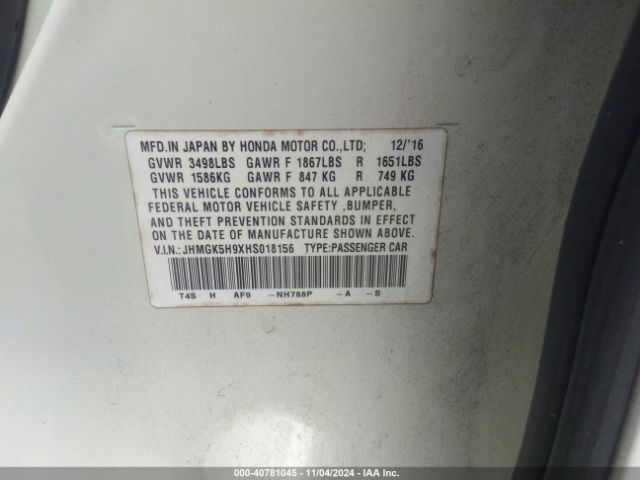 MFD.IN JAPAN BY HONDA MOTOR CO.,LTD; 12/'16
GVWR 3498LBS GAWR F 1867LBS R 1651LBS
GVWR 1586KG GAWR F 847 KG R 749 KG
THIS VEHICLE CONFORMS TO ALL APPLICABLE
FEDERAL MOTOR VEHICLE SAFETY ,BUMPER,
AND THEFT PREVENTION STANDARDS IN EFFECT
ON THE DATE OF MANUFACTURE SHOWN ABOVE.
V.I.N.: JHMGK5H9XHS018156 TYPE:PASSENGER CAR
T4S H AF9 -NH788P -A -S
000-40781045 - 11/04/2024 - IAA Inc.